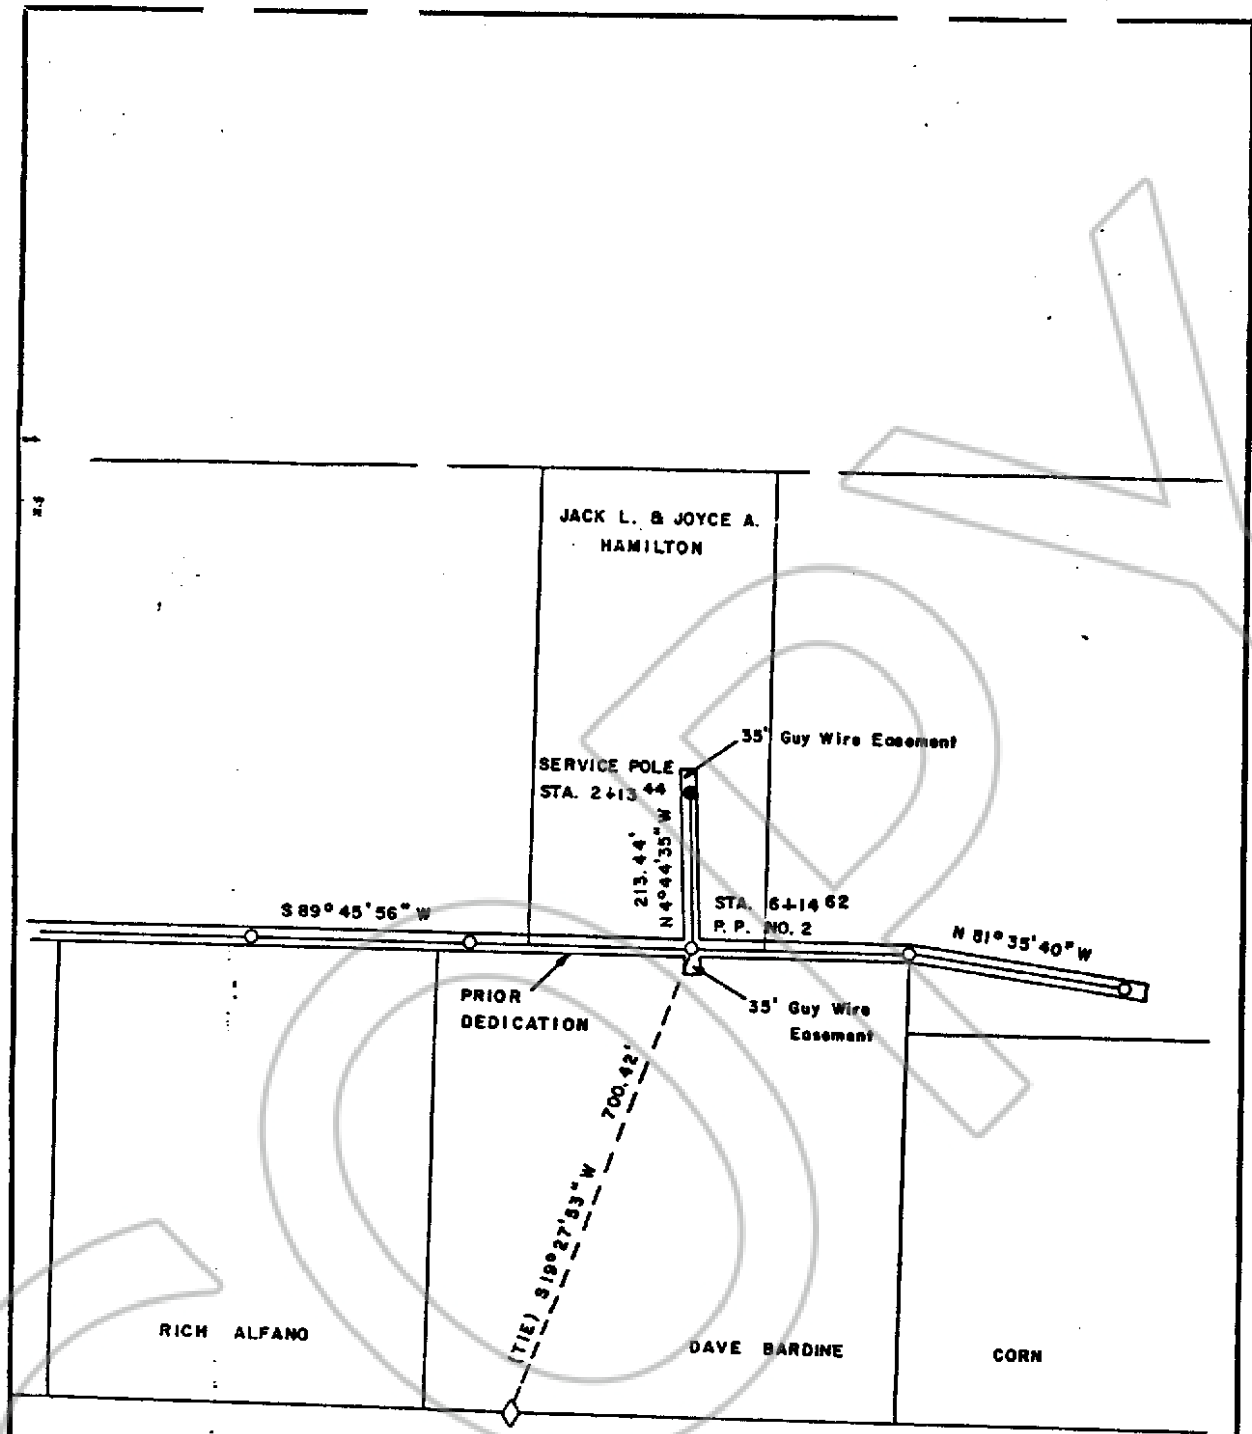 JACK L. & JOYCE A.
HAMILTON
35' Guy Wire Easement
SERVICE POLE
STA. 2+13 44
213.44'
N 4° 44' 35" W
STA. 6+14 62
P. P. NO. 2
S 89° 45' 56" W
N 81° 35' 40" W
PRIOR
DEDICATION
35' Guy Wire
Easement
700.42'
(TIE) S 19° 27' 53" W
RICH ALFANO
DAVE BARDINE
CORN
COPY